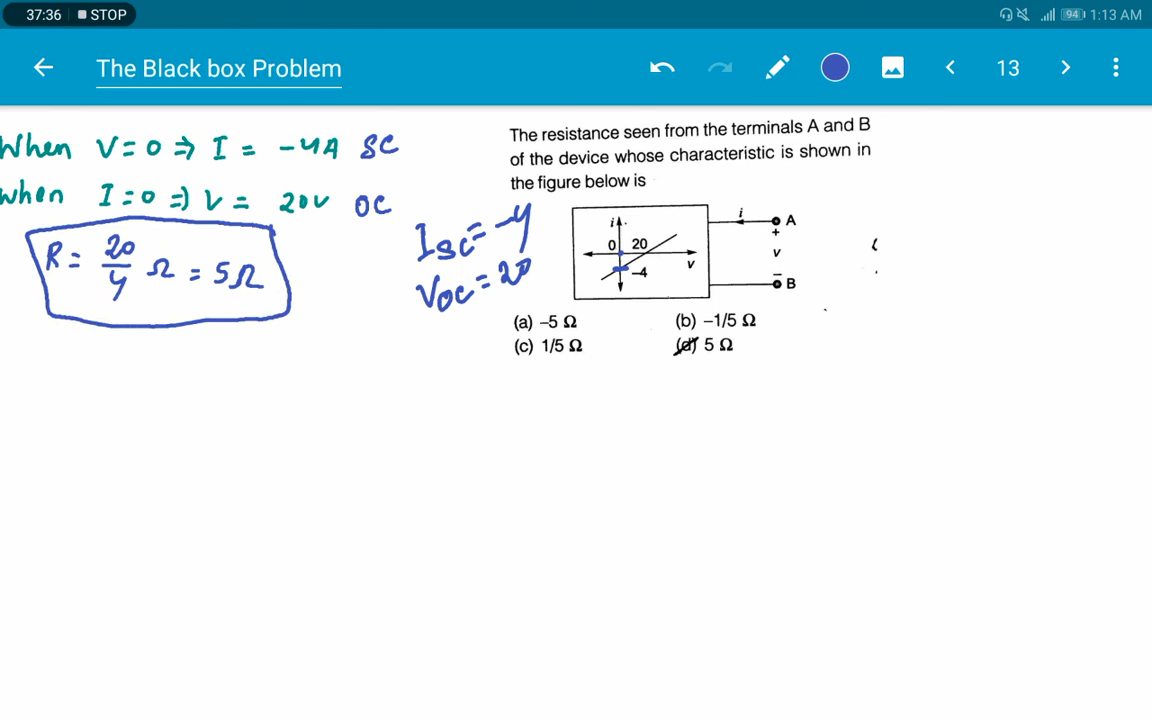 37:36 STOP
94 1:13 AM
The Black box Problem
13
When V=0 ⇒ I = -4A SC
when I=0 ⇒ V = 20V OC
R = 20/4 Ω = 5Ω
Isc = -4
Voc = 20
The resistance seen from the terminals A and B
of the device whose characteristic is shown in
the figure below is
i
0 20
-4
v
i
A
+
v
-
B
(a) –5 Ω (b) –1/5 Ω
(c) 1/5 Ω (d) 5 Ω